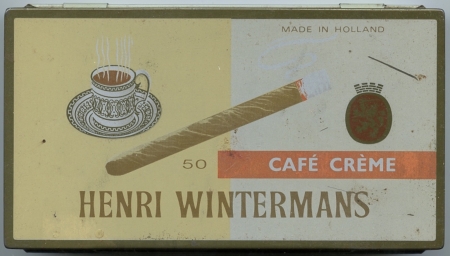 MADE IN HOLLAND
50
CAFÉ CRÈME
HENRI WINTERMANS